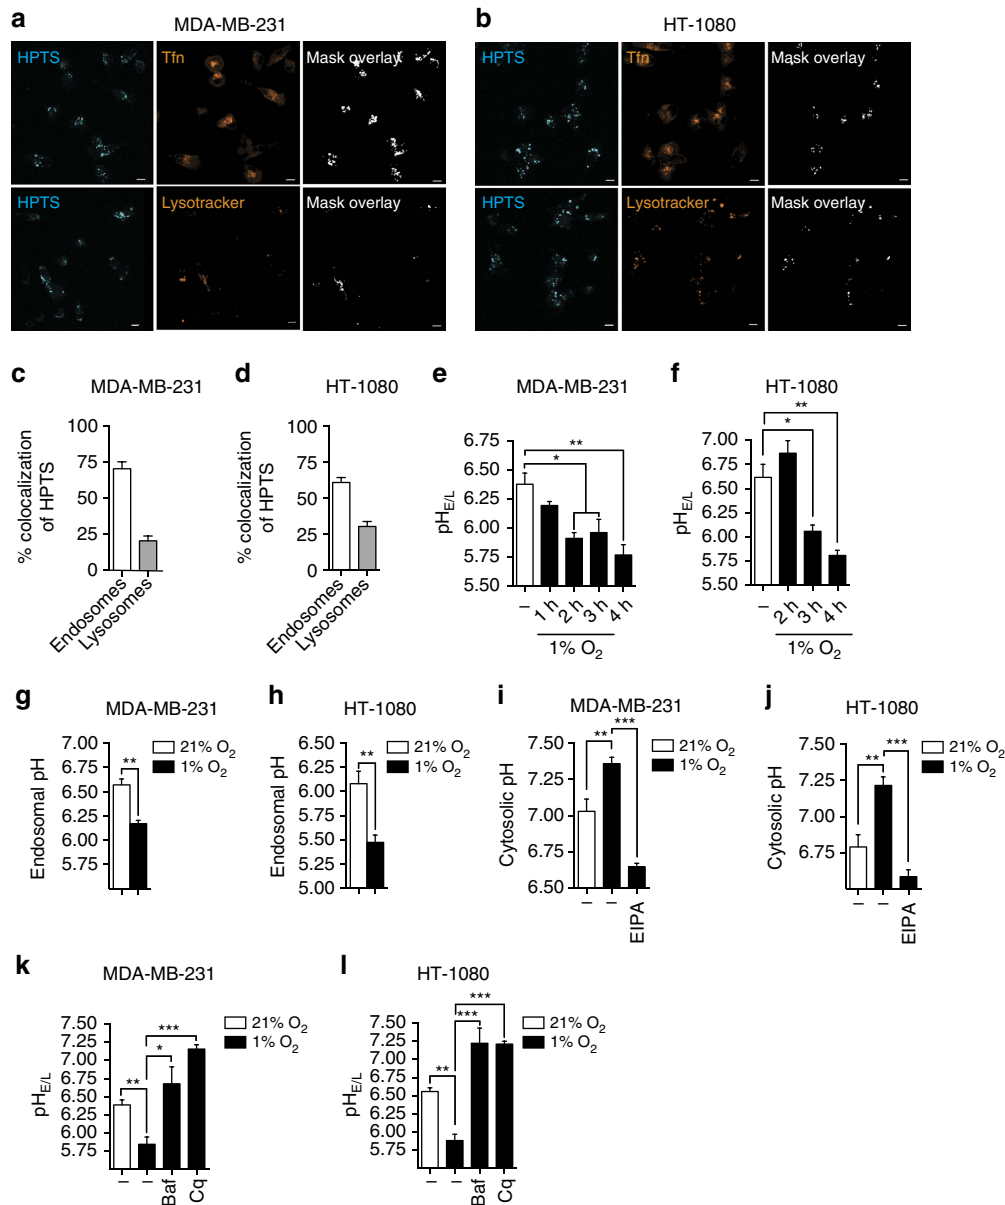 a
MDA-MB-231
HPTS
Tfn
Mask overlay
HPTS
Lysotracker
Mask overlay
b
HT-1080
HPTS
Tfn
Mask overlay
HPTS
Lysotracker
Mask overlay
c
MDA-MB-231
% colocalization
of HPTS
100
75
50
25
0
Endosomes
Lysosomes
d
HT-1080
% colocalization
of HPTS
100
75
50
25
0
Endosomes
Lysosomes
e
MDA-MB-231
pH_E/L
6.75
6.50
6.25
6.00
5.75
5.50
**
*
– 1 h 2 h 3 h 4 h
1% O₂
f
HT-1080
pH_E/L
7.00
6.75
6.50
6.25
6.00
5.75
5.50
**
*
– 2 h 3 h 4 h
1% O₂
g
MDA-MB-231
Endosomal pH
7.00
6.75
6.50
6.25
6.00
5.75
**
21% O₂
1% O₂
h
HT-1080
Endosomal pH
6.50
6.25
6.00
5.75
5.50
5.25
5.00
**
21% O₂
1% O₂
i
MDA-MB-231
Cytosolic pH
7.50
7.25
7.00
6.75
6.50
** ***
– – EIPA
21% O₂
1% O₂
j
HT-1080
Cytosolic pH
7.50
7.25
7.00
6.75
** ***
– – EIPA
21% O₂
1% O₂
k
MDA-MB-231
pH_E/L
7.50
7.25
7.00
6.75
6.50
6.25
6.00
5.75
***
*
**
– – Baf Cq
21% O₂
1% O₂
l
HT-1080
pH_E/L
7.50
7.25
7.00
6.75
6.50
6.25
6.00
5.75
***
***
**
– – Baf Cq
21% O₂
1% O₂